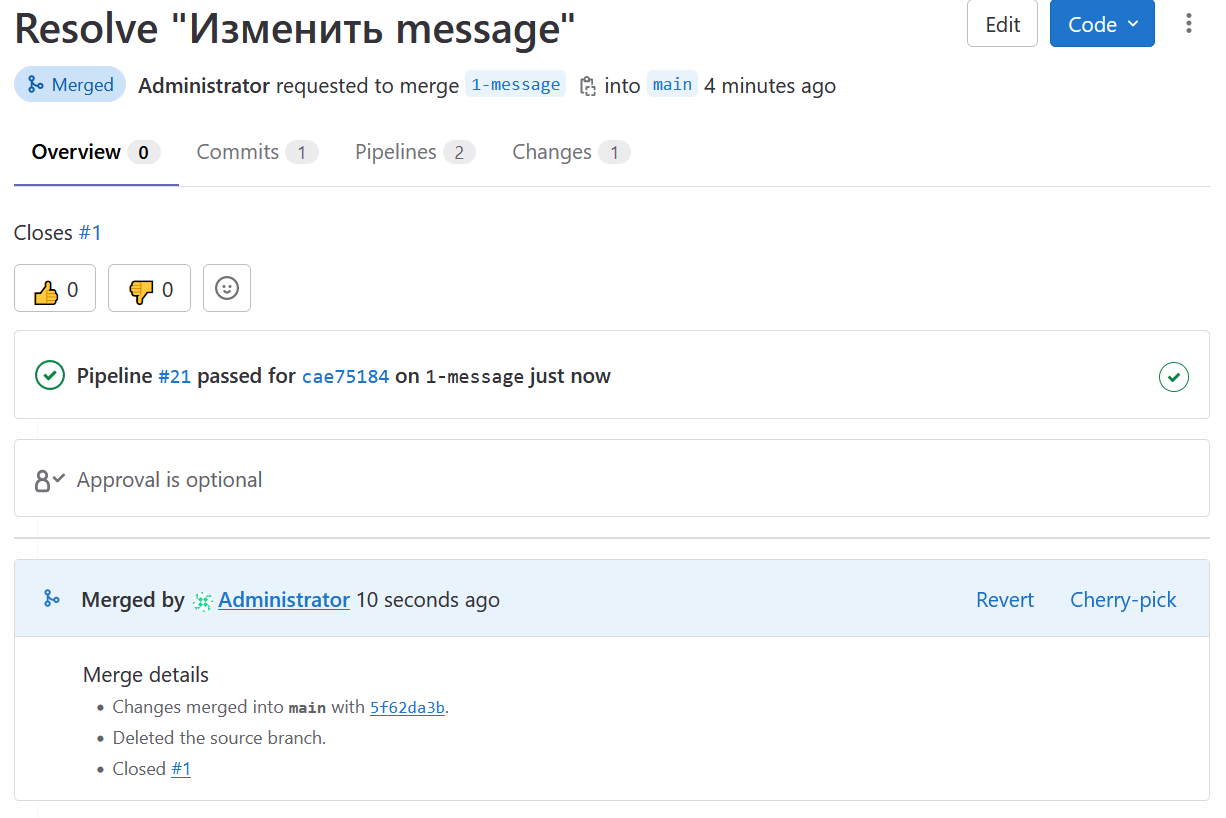 Resolve "Изменить message"
Edit
Code
Merged Administrator requested to merge 1-message into main 4 minutes ago
Overview 0 Commits 1 Pipelines 2 Changes 1
Closes #1
0 0
Pipeline #21 passed for cae75184 on 1-message just now
Approval is optional
Merged by Administrator 10 seconds ago Revert Cherry-pick
Merge details
• Changes merged into main with 5f62da3b.
• Deleted the source branch.
• Closed #1